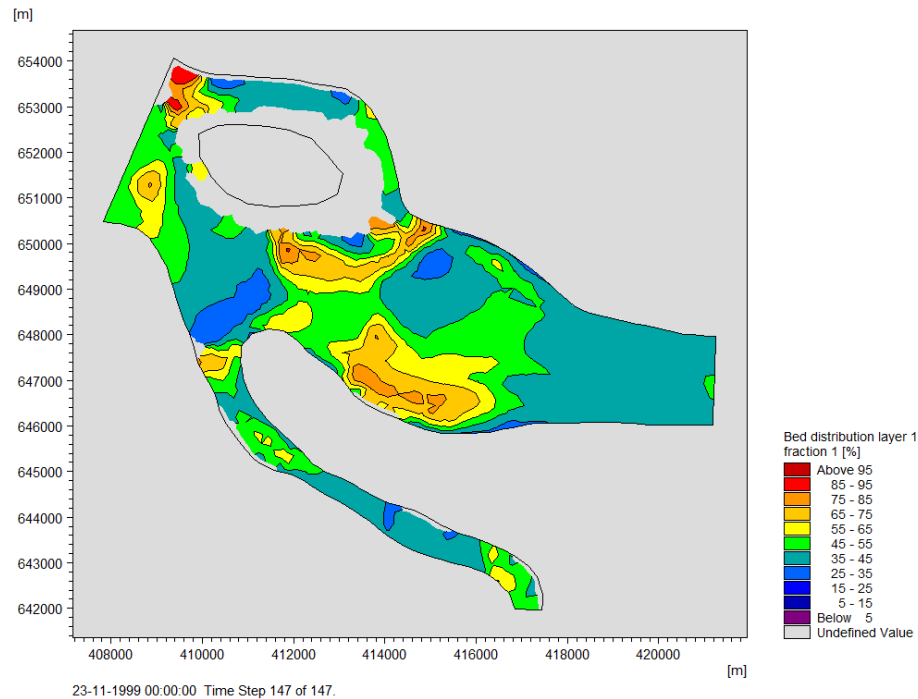 [m]
654000
653000
652000
651000
650000
649000
648000
647000
646000
645000
644000
643000
642000
408000 410000 412000 414000 416000 418000 420000
[m]
23-11-1999 00:00:00 Time Step 147 of 147.
Bed distribution layer 1
fraction 1 [%]
Above 95
85 - 95
75 - 85
65 - 75
55 - 65
45 - 55
35 - 45
25 - 35
15 - 25
5 - 15
Below 5
Undefined Value